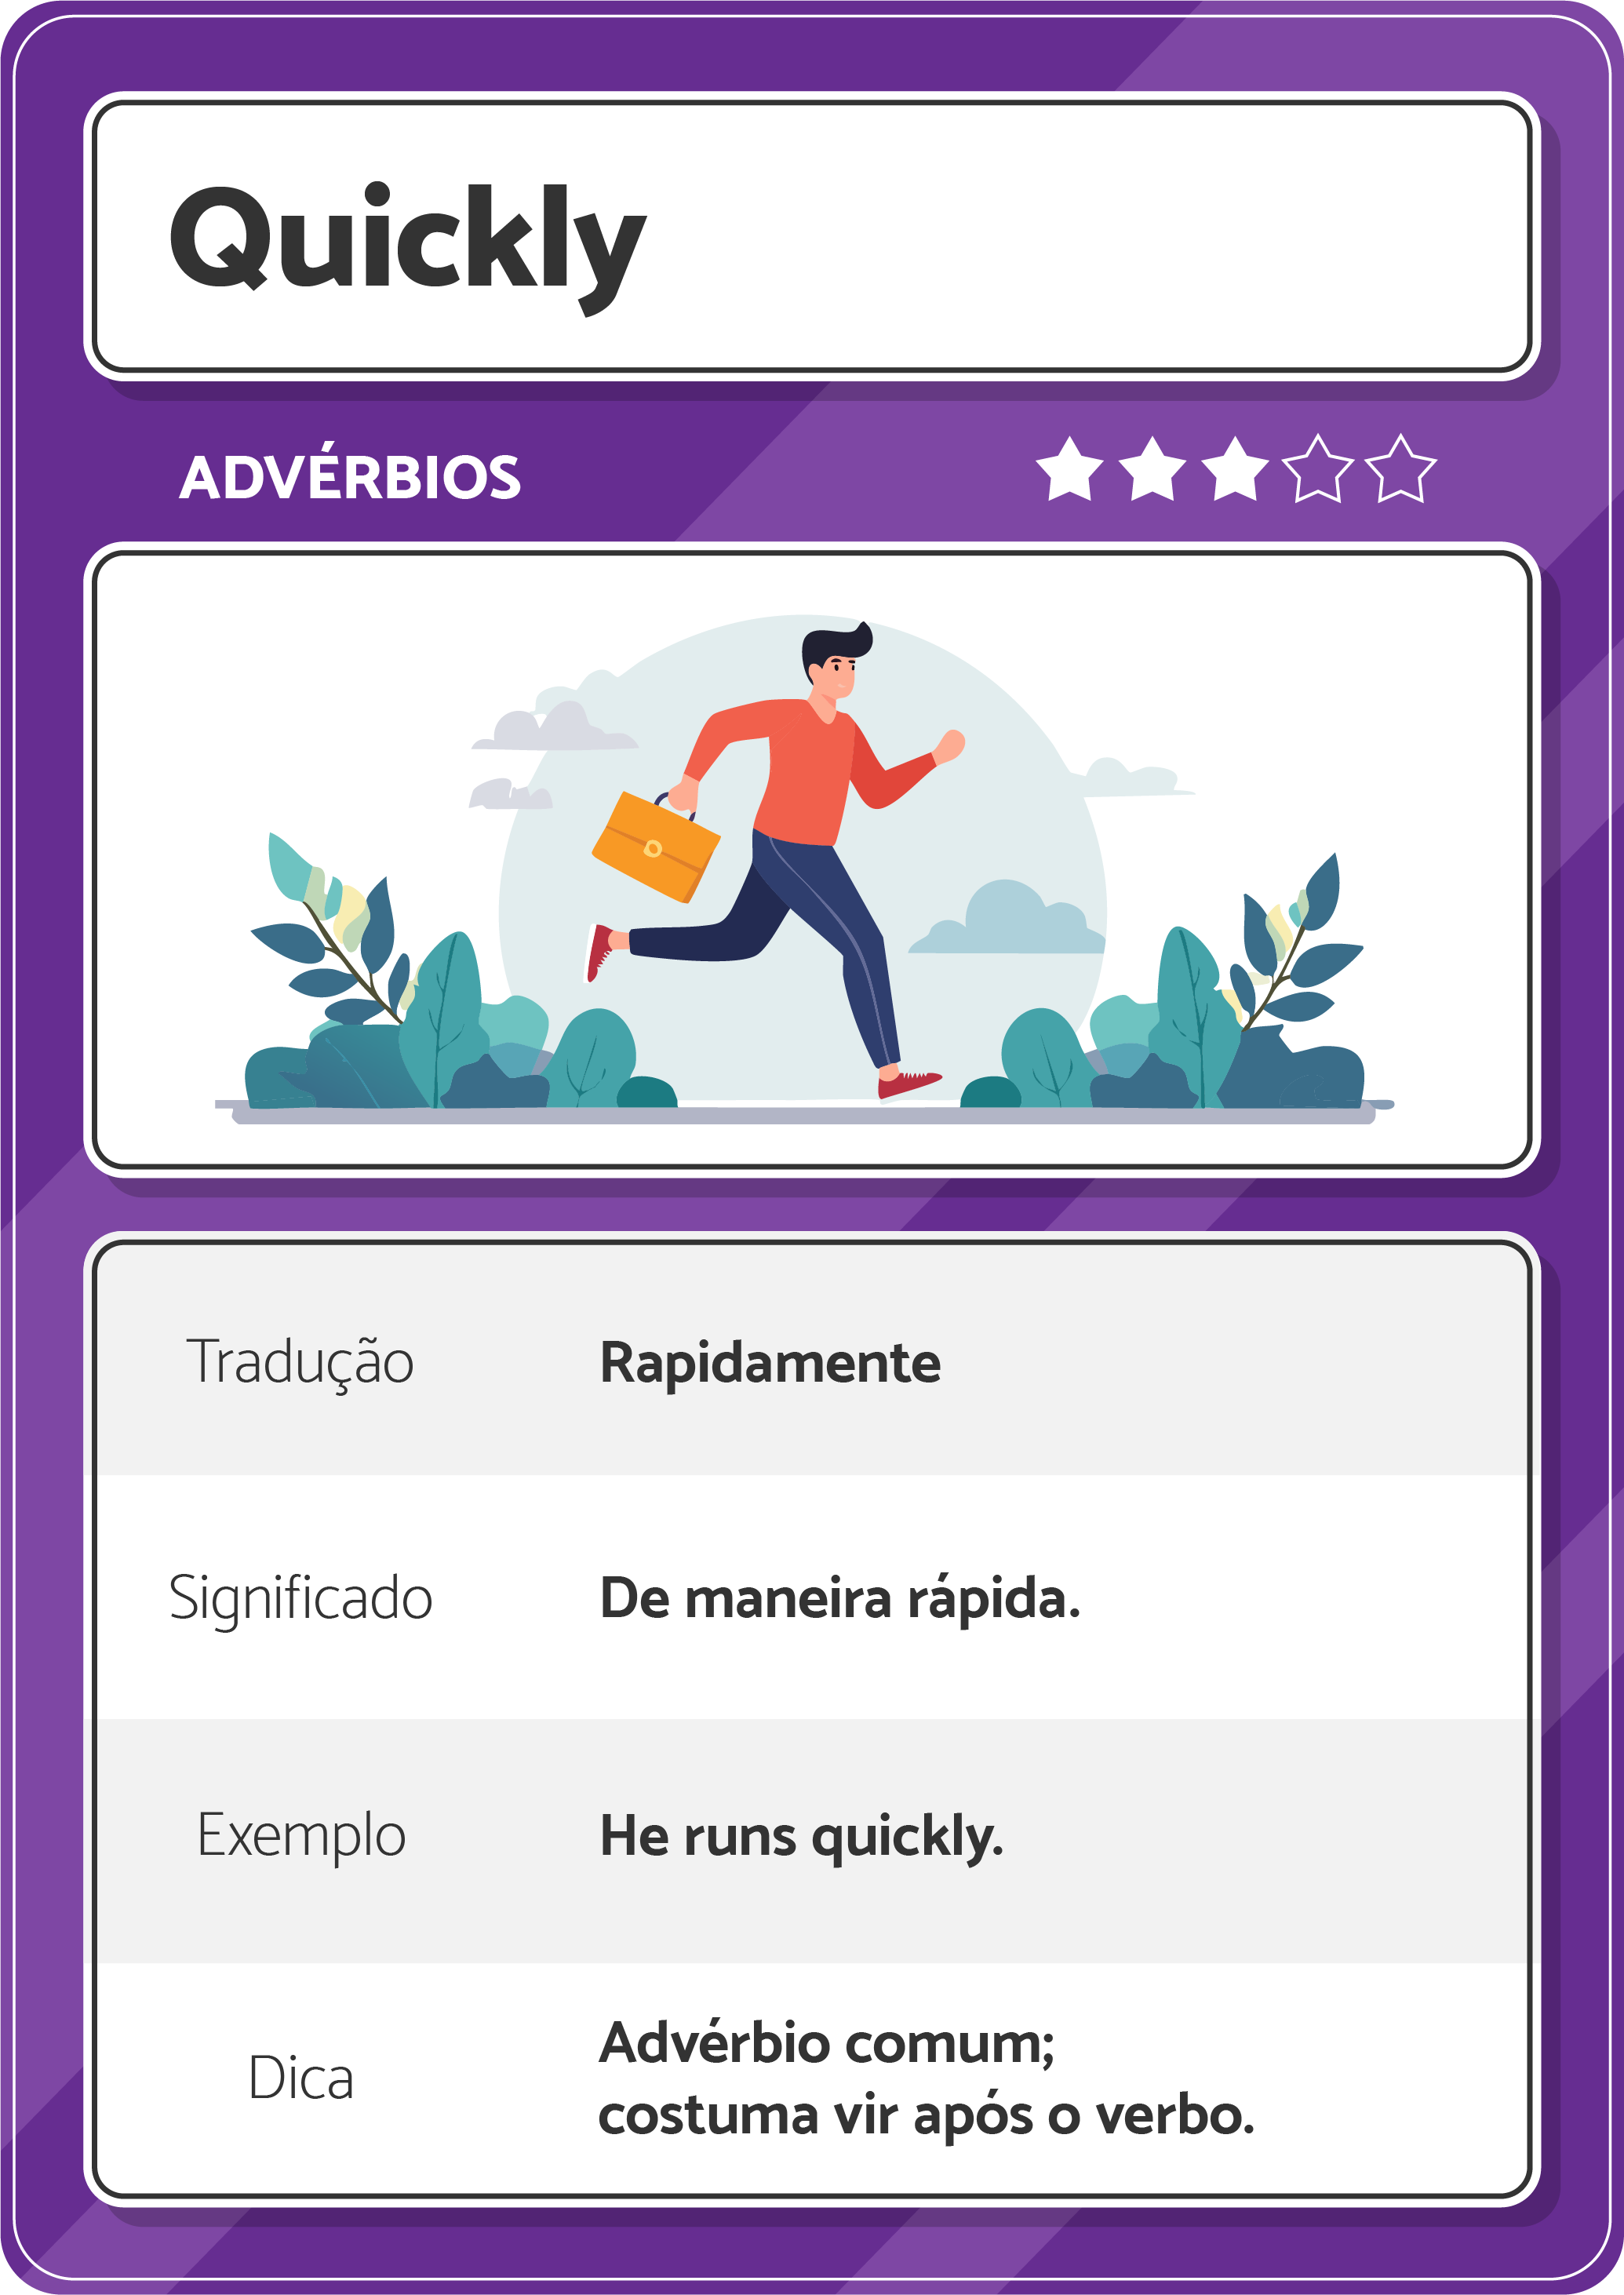 Quickly
ADVÉRBIOS
Tradução
Rapidamente
Significado
De maneira rápida.
Exemplo
He runs quickly.
Dica
Advérbio comum;
costuma vir após o verbo.